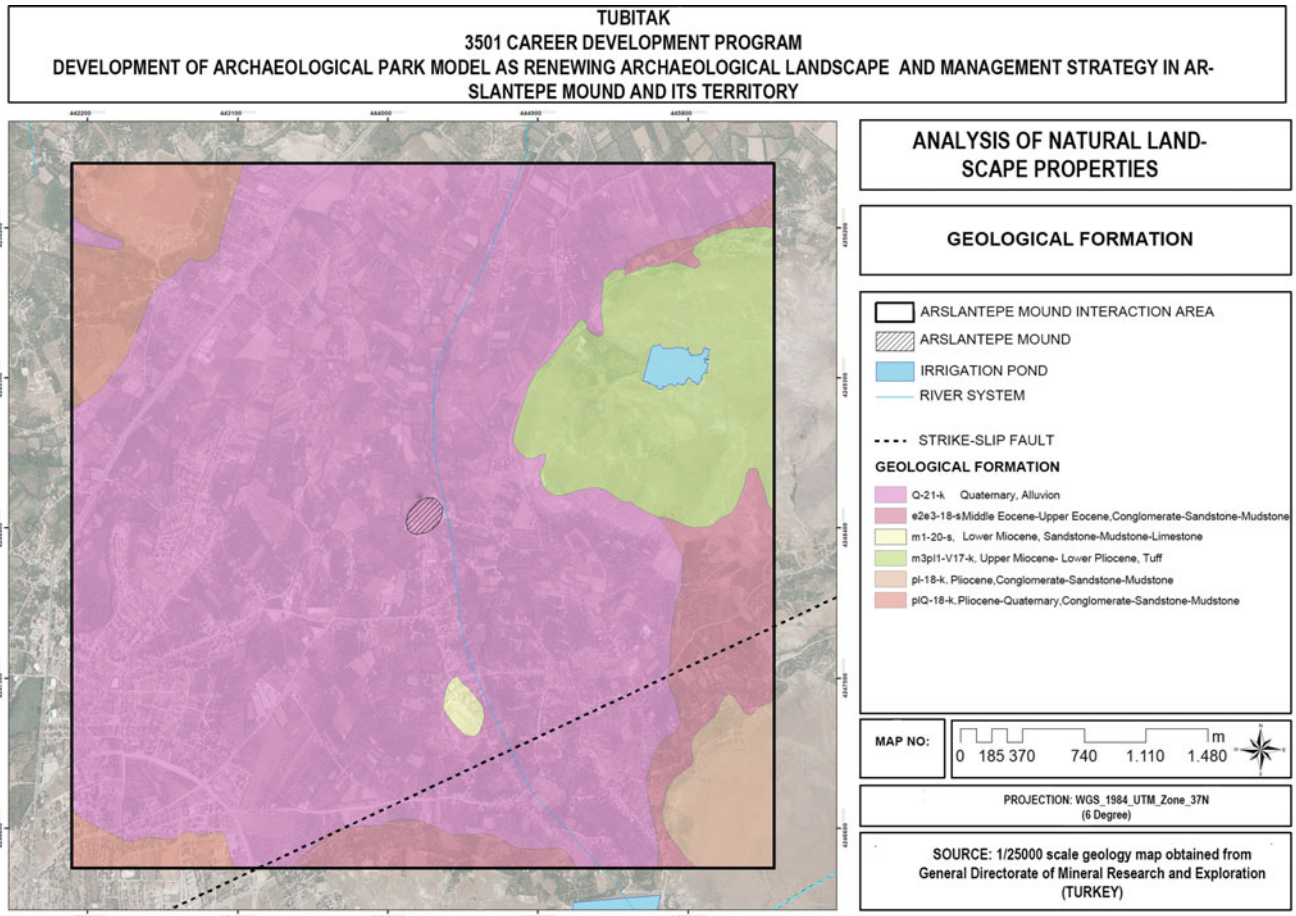 TUBITAK
3501 CAREER DEVELOPMENT PROGRAM
DEVELOPMENT OF ARCHAEOLOGICAL PARK MODEL AS RENEWING ARCHAEOLOGICAL LANDSCAPE AND MANAGEMENT STRATEGY IN AR-
SLANTEPE MOUND AND ITS TERRITORY
442200 443100 444000 444900 445800
ANALYSIS OF NATURAL LAND-
SCAPE PROPERTIES
GEOLOGICAL FORMATION
ARSLANTEPE MOUND INTERACTION AREA
ARSLANTEPE MOUND
IRRIGATION POND
RIVER SYSTEM
STRIKE-SLIP FAULT
GEOLOGICAL FORMATION
Q-21-k Quaternary, Alluvion
e2e3-18-s Middle Eocene-Upper Eocene,Conglomerate-Sandstone-Mudstone
m1-20-s, Lower Miocene, Sandstone-Mudstone-Limestone
m3pl1-V17-k, Upper Miocene- Lower Pliocene, Tuff
pl-18-k, Pliocene,Conglomerate-Sandstone-Mudstone
plQ-18-k, Pliocene-Quaternary,Conglomerate-Sandstone-Mudstone
MAP NO:
0 185 370 740 1.110 1.480 m
PROJECTION: WGS_1984_UTM_Zone_37N
(6 Degree)
SOURCE: 1/25000 scale geology map obtained from
General Directorate of Mineral Research and Exploration
(TURKEY)
4250200
4249300
4248400
4247500
4246600